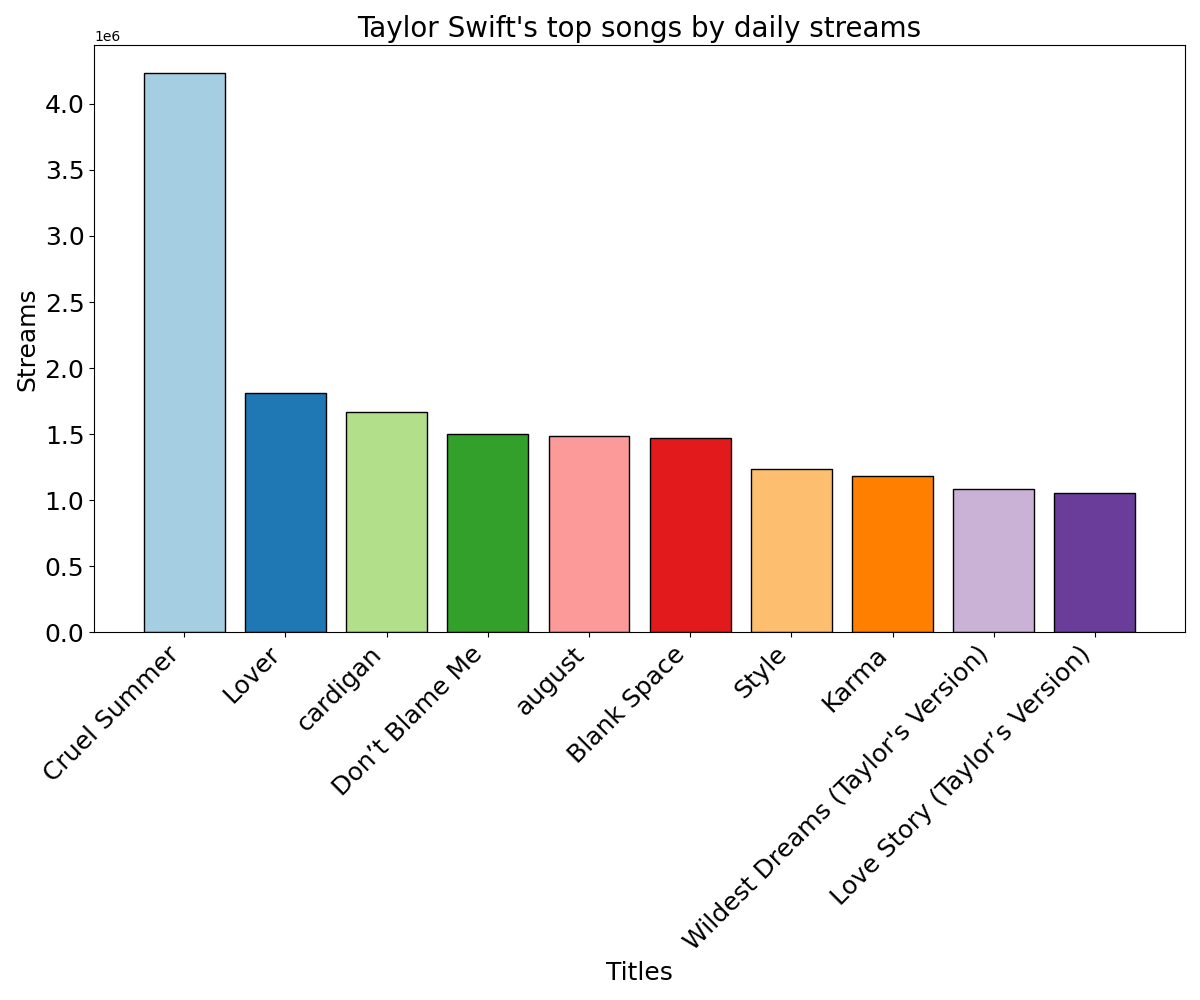 Taylor Swift's top songs by daily streams
1e6
4.0
3.5
3.0
2.5
2.0
1.5
1.0
0.5
0.0
Streams
Cruel Summer
Lover
cardigan
Don’t Blame Me
august
Blank Space
Style
Karma
Wildest Dreams (Taylor's Version)
Love Story (Taylor’s Version)
Titles